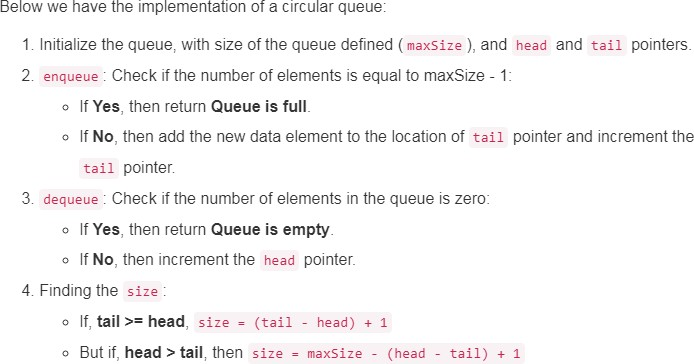 Below we have the implementation of a circular queue:
1. Initialize the queue, with size of the queue defined ( maxSize ), and head and tail pointers.
2. enqueue : Check if the number of elements is equal to maxSize - 1:
○ If Yes, then return Queue is full.
○ If No, then add the new data element to the location of tail pointer and increment the
tail pointer.
3. dequeue : Check if the number of elements in the queue is zero:
○ If Yes, then return Queue is empty.
○ If No, then increment the head pointer.
4. Finding the size :
○ If, tail >= head, size = (tail - head) + 1
○ But if, head > tail, then size = maxSize - (head - tail) + 1